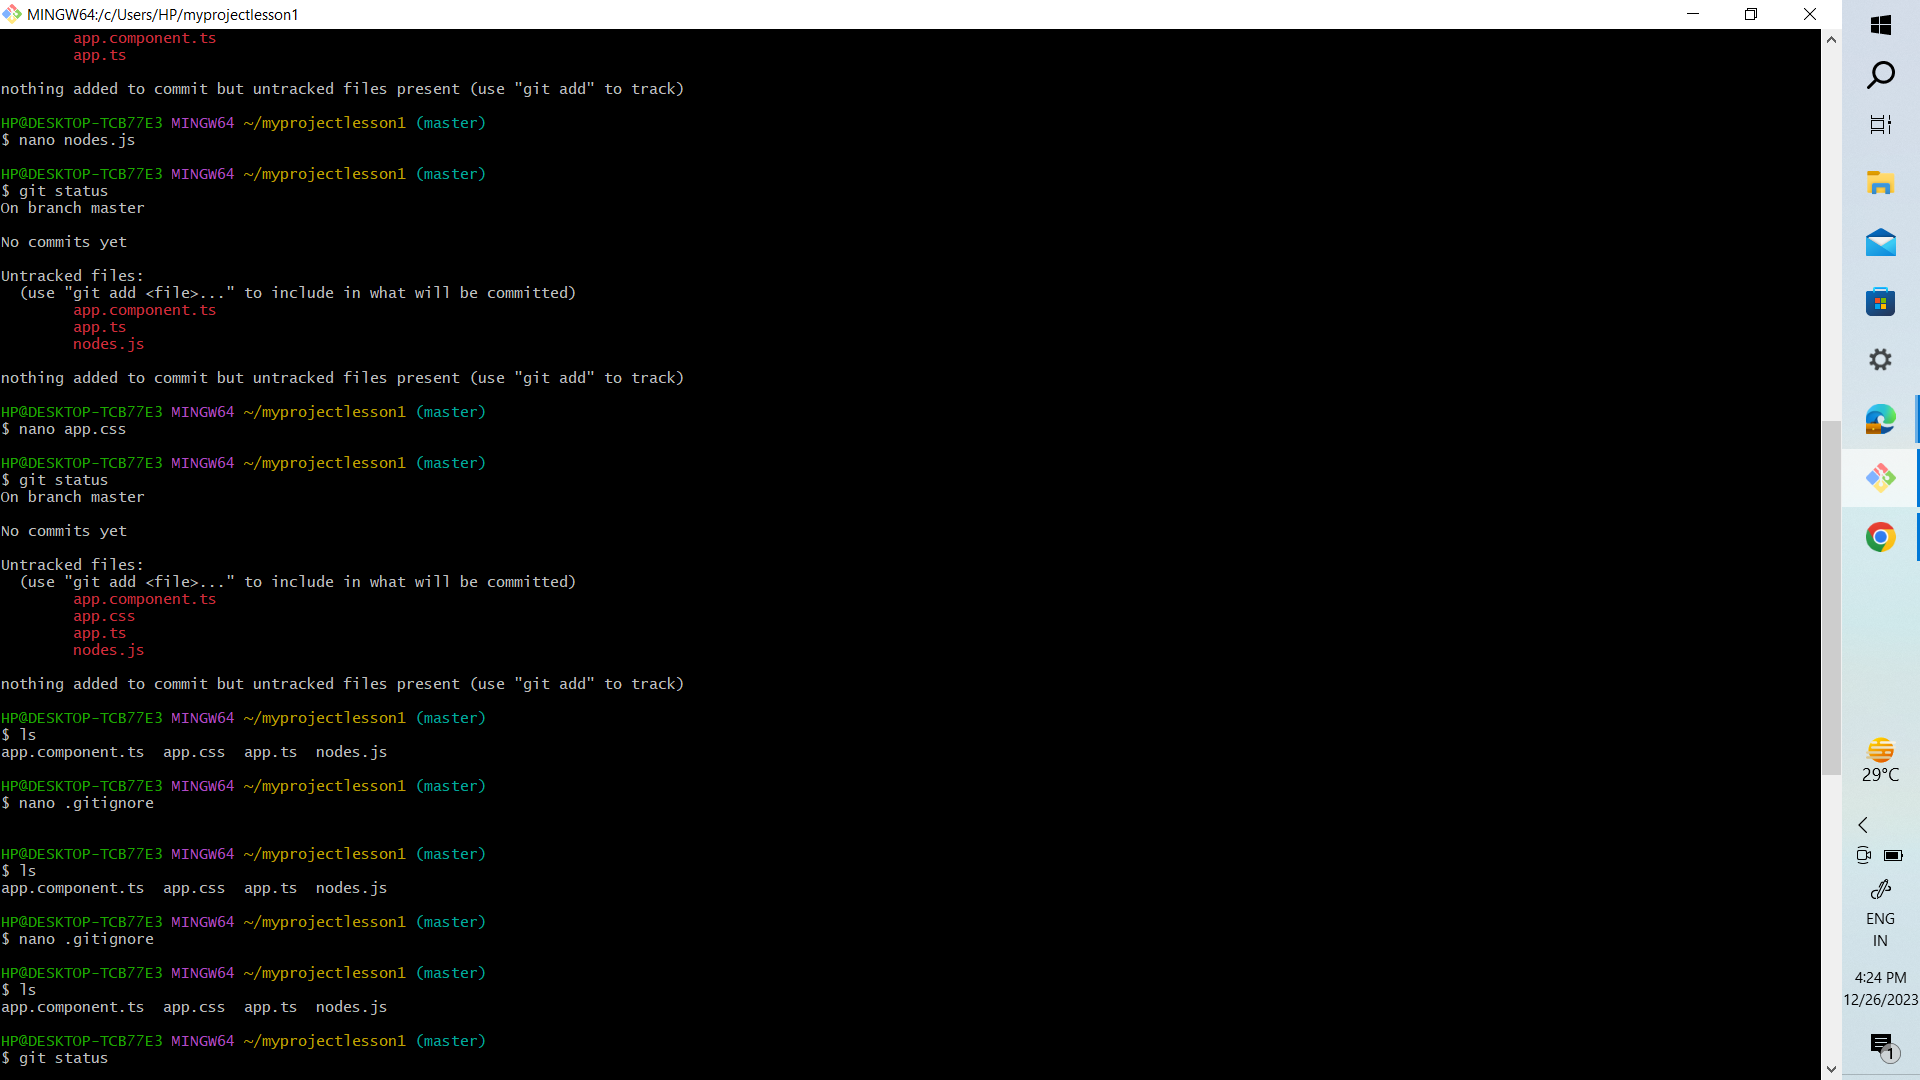 MINGW64:/c/Users/HP/myprojectlesson1
app.component.ts
app.ts
nothing added to commit but untracked files present (use "git add" to track)
HP@DESKTOP-TCB77E3 MINGW64 ~/myprojectlesson1 (master)
$ nano nodes.js
HP@DESKTOP-TCB77E3 MINGW64 ~/myprojectlesson1 (master)
$ git status
On branch master
No commits yet
Untracked files:
(use "git add <file>..." to include in what will be committed)
app.component.ts
app.ts
nodes.js
nothing added to commit but untracked files present (use "git add" to track)
HP@DESKTOP-TCB77E3 MINGW64 ~/myprojectlesson1 (master)
$ nano app.css
HP@DESKTOP-TCB77E3 MINGW64 ~/myprojectlesson1 (master)
$ git status
On branch master
No commits yet
Untracked files:
(use "git add <file>..." to include in what will be committed)
app.component.ts
app.css
app.ts
nodes.js
nothing added to commit but untracked files present (use "git add" to track)
HP@DESKTOP-TCB77E3 MINGW64 ~/myprojectlesson1 (master)
$ ls
app.component.ts  app.css  app.ts  nodes.js
HP@DESKTOP-TCB77E3 MINGW64 ~/myprojectlesson1 (master)
$ nano .gitignore
HP@DESKTOP-TCB77E3 MINGW64 ~/myprojectlesson1 (master)
$ ls
app.component.ts  app.css  app.ts  nodes.js
HP@DESKTOP-TCB77E3 MINGW64 ~/myprojectlesson1 (master)
$ nano .gitignore
HP@DESKTOP-TCB77E3 MINGW64 ~/myprojectlesson1 (master)
$ ls
app.component.ts  app.css  app.ts  nodes.js
HP@DESKTOP-TCB77E3 MINGW64 ~/myprojectlesson1 (master)
$ git status
29°C
ENG
IN
4:24 PM
12/26/2023
1